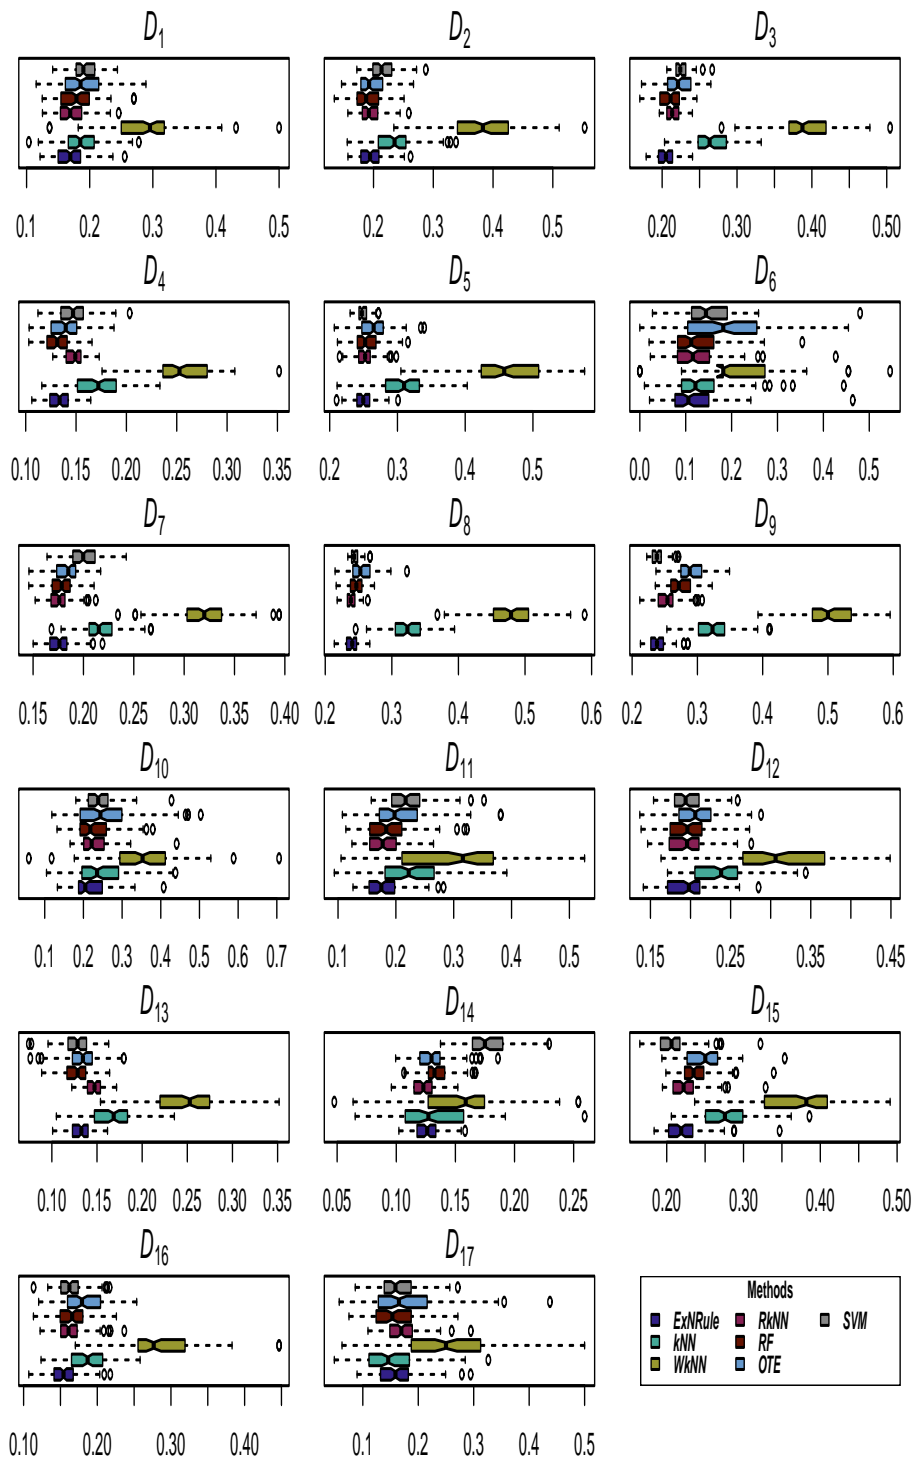 D1 D2 D3
0.1 0.2 0.3 0.4 0.5 0.2 0.3 0.4 0.5 0.20 0.30 0.40 0.50
D4 D5 D6
0.10 0.15 0.20 0.25 0.30 0.35 0.2 0.3 0.4 0.5 0.0 0.1 0.2 0.3 0.4 0.5
D7 D8 D9
0.15 0.20 0.25 0.30 0.35 0.40 0.2 0.3 0.4 0.5 0.6 0.2 0.3 0.4 0.5 0.6
D10 D11 D12
0.1 0.2 0.3 0.4 0.5 0.6 0.7 0.1 0.2 0.3 0.4 0.5 0.15 0.25 0.35 0.45
D13 D14 D15
0.10 0.15 0.20 0.25 0.30 0.35 0.05 0.10 0.15 0.20 0.25 0.20 0.30 0.40 0.50
D16 D17
Methods
ExNRule RkNN SVM
kNN RF
WkNN OTE
0.10 0.20 0.30 0.40 0.1 0.2 0.3 0.4 0.5